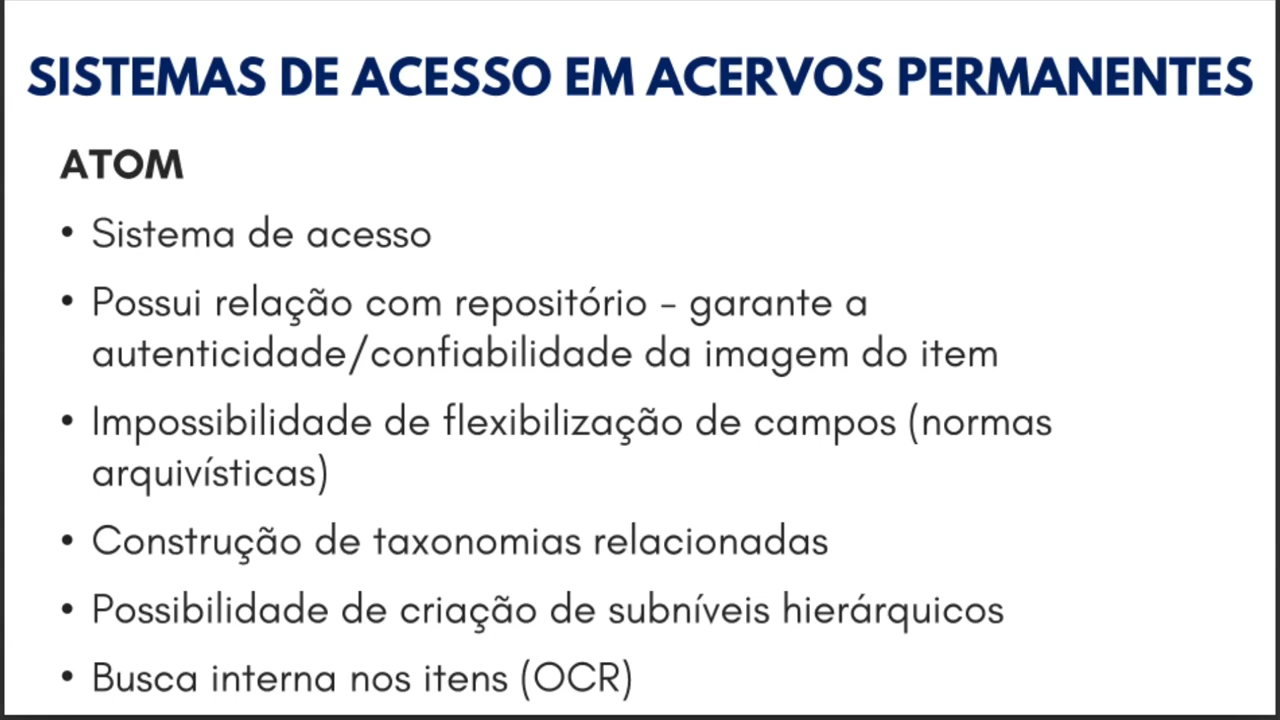 SISTEMAS DE ACESSO EM ACERVOS PERMANENTES
ATOM
• Sistema de acesso
• Possui relação com repositório - garante a
autenticidade/confiabilidade da imagem do item
• Impossibilidade de flexibilização de campos (normas
arquivísticas)
• Construção de taxonomias relacionadas
• Possibilidade de criação de subníveis hierárquicos
• Busca interna nos itens (OCR)